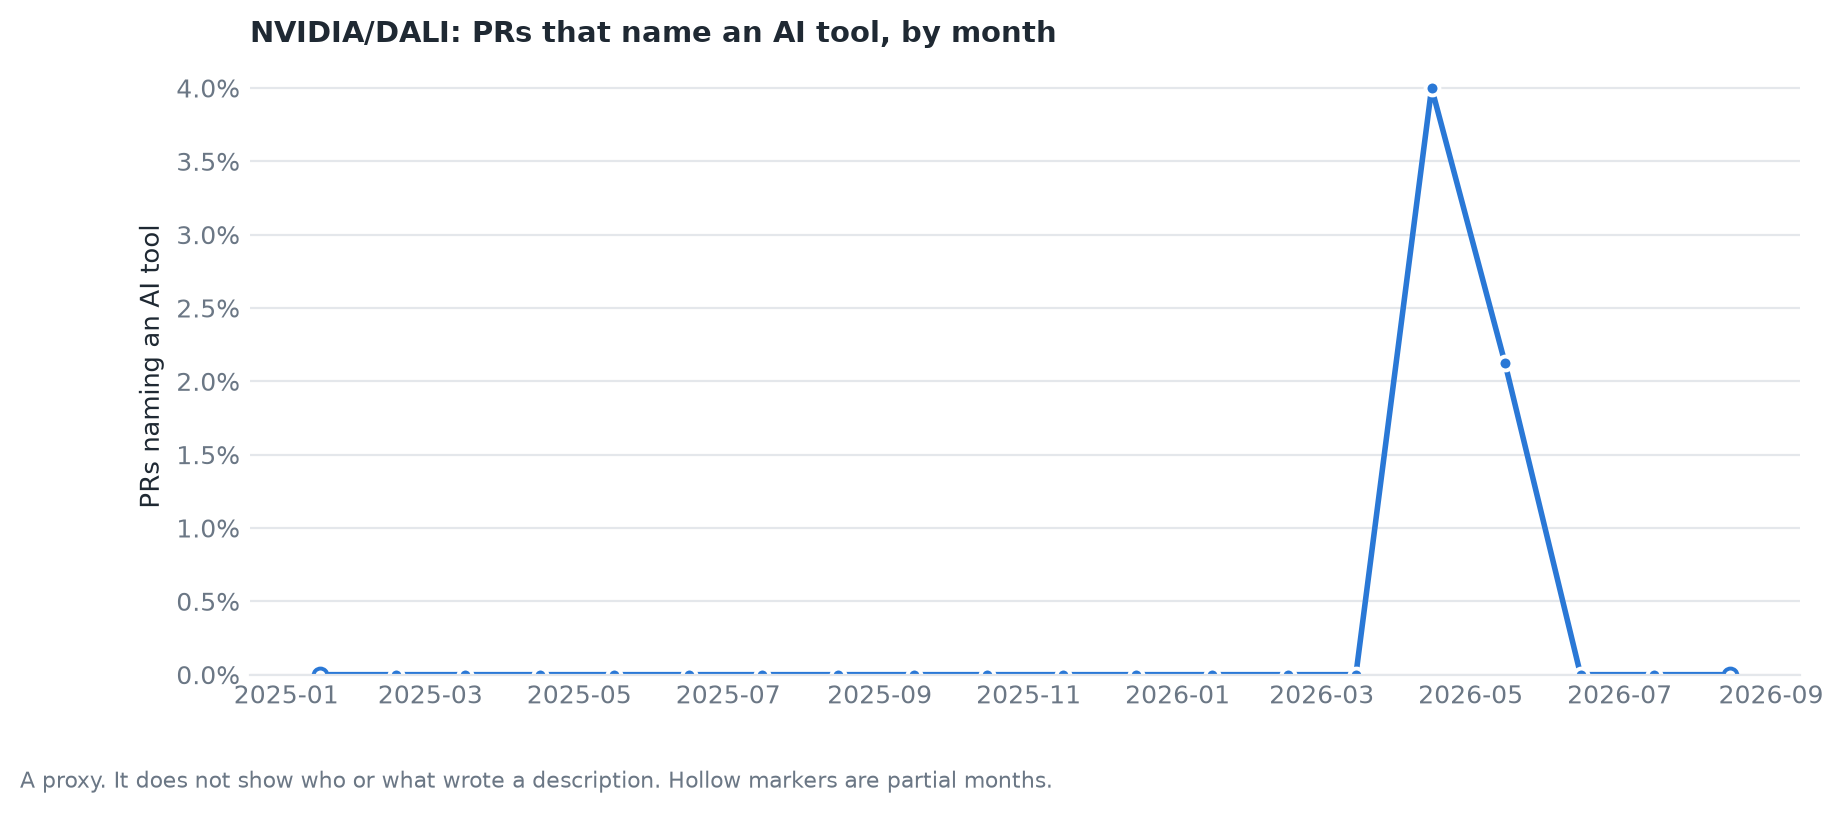 NVIDIA/DALI: PRs that name an AI tool, by month
PRs naming an AI tool
4.0%
3.5%
3.0%
2.5%
2.0%
1.5%
1.0%
0.5%
0.0%
2025-01 2025-03 2025-05 2025-07 2025-09 2025-11 2026-01 2026-03 2026-05 2026-07 2026-09
A proxy. It does not show who or what wrote a description. Hollow markers are partial months.